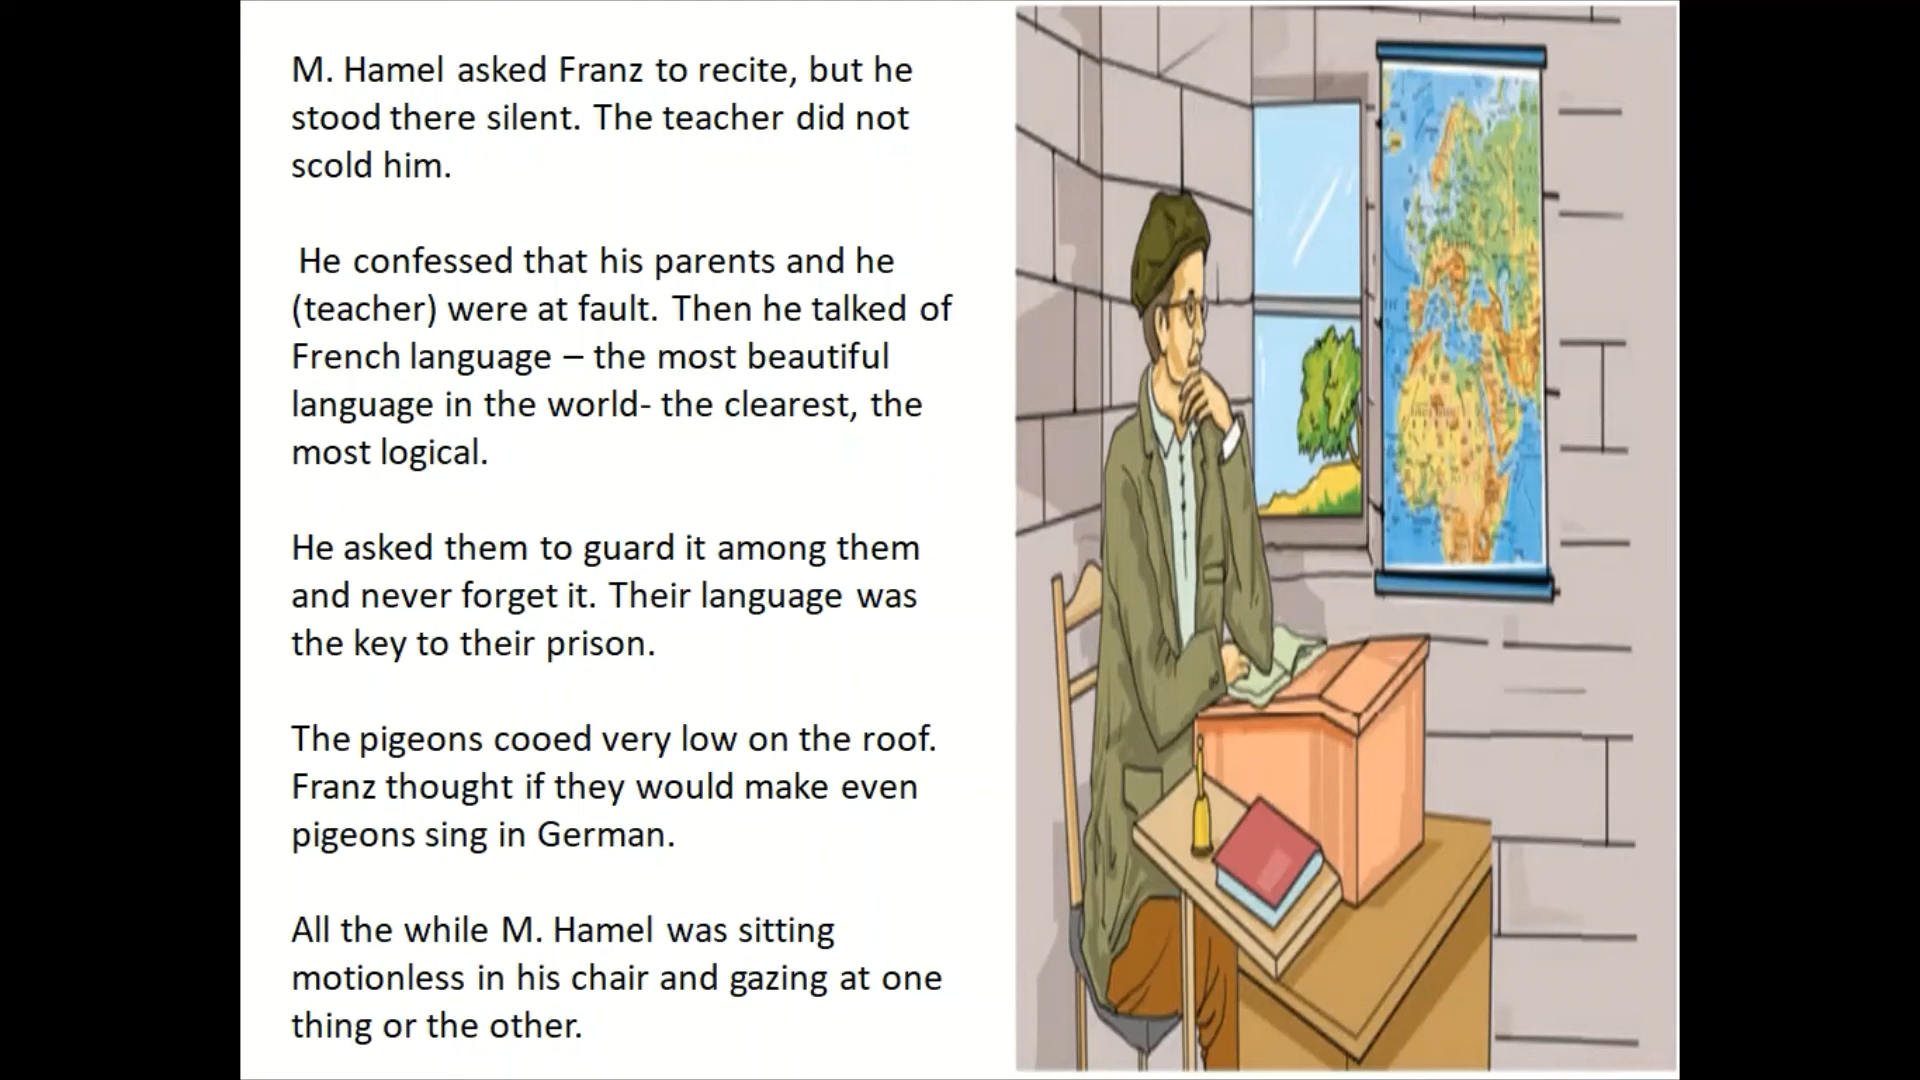 M. Hamel asked Franz to recite, but he
stood there silent. The teacher did not
scold him.
He confessed that his parents and he
(teacher) were at fault. Then he talked of
French language – the most beautiful
language in the world- the clearest, the
most logical.
He asked them to guard it among them
and never forget it. Their language was
the key to their prison.
The pigeons cooed very low on the roof.
Franz thought if they would make even
pigeons sing in German.
All the while M. Hamel was sitting
motionless in his chair and gazing at one
thing or the other.